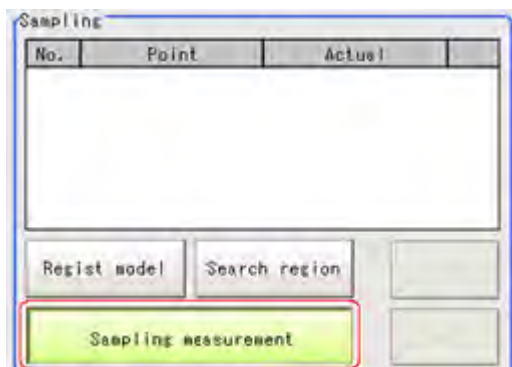 Sampling
No. Point Actual
Regist model Search region
Sampling measurement